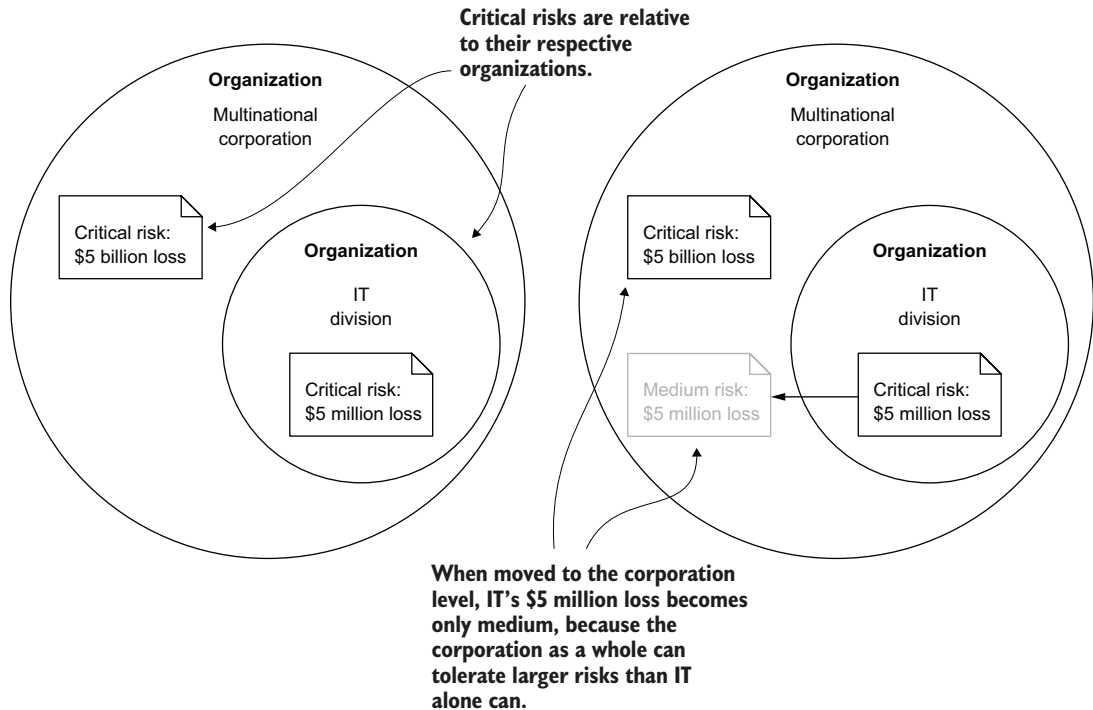 Critical risks are relative
to their respective
organizations.
Organization
Multinational
corporation
Critical risk:
$5 billion loss
Organization
IT
division
Critical risk:
$5 million loss
Organization
Multinational
corporation
Critical risk:
$5 billion loss
Organization
IT
division
Medium risk:
$5 million loss
Critical risk:
$5 million loss
When moved to the corporation
level, IT’s $5 million loss becomes
only medium, because the
corporation as a whole can
tolerate larger risks than IT
alone can.